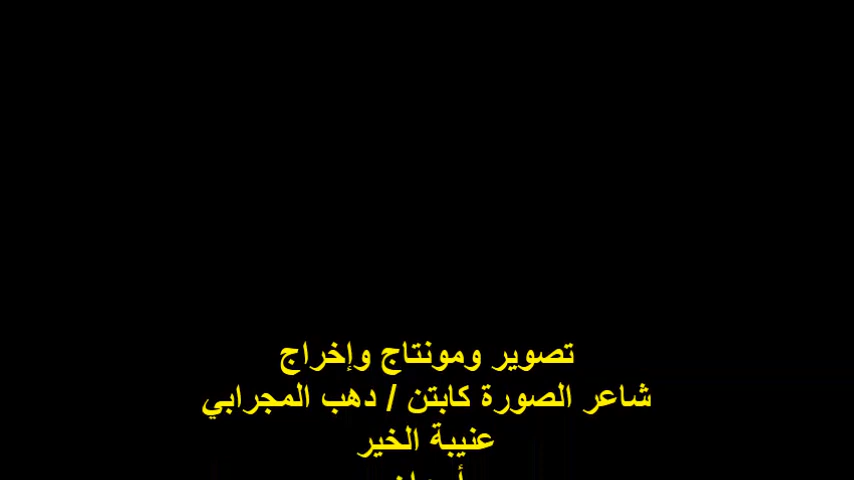 تصوير ومونتاج وإخراج
شاعر الصورة كابتن / دهب المجرابي
عنيبة الخير